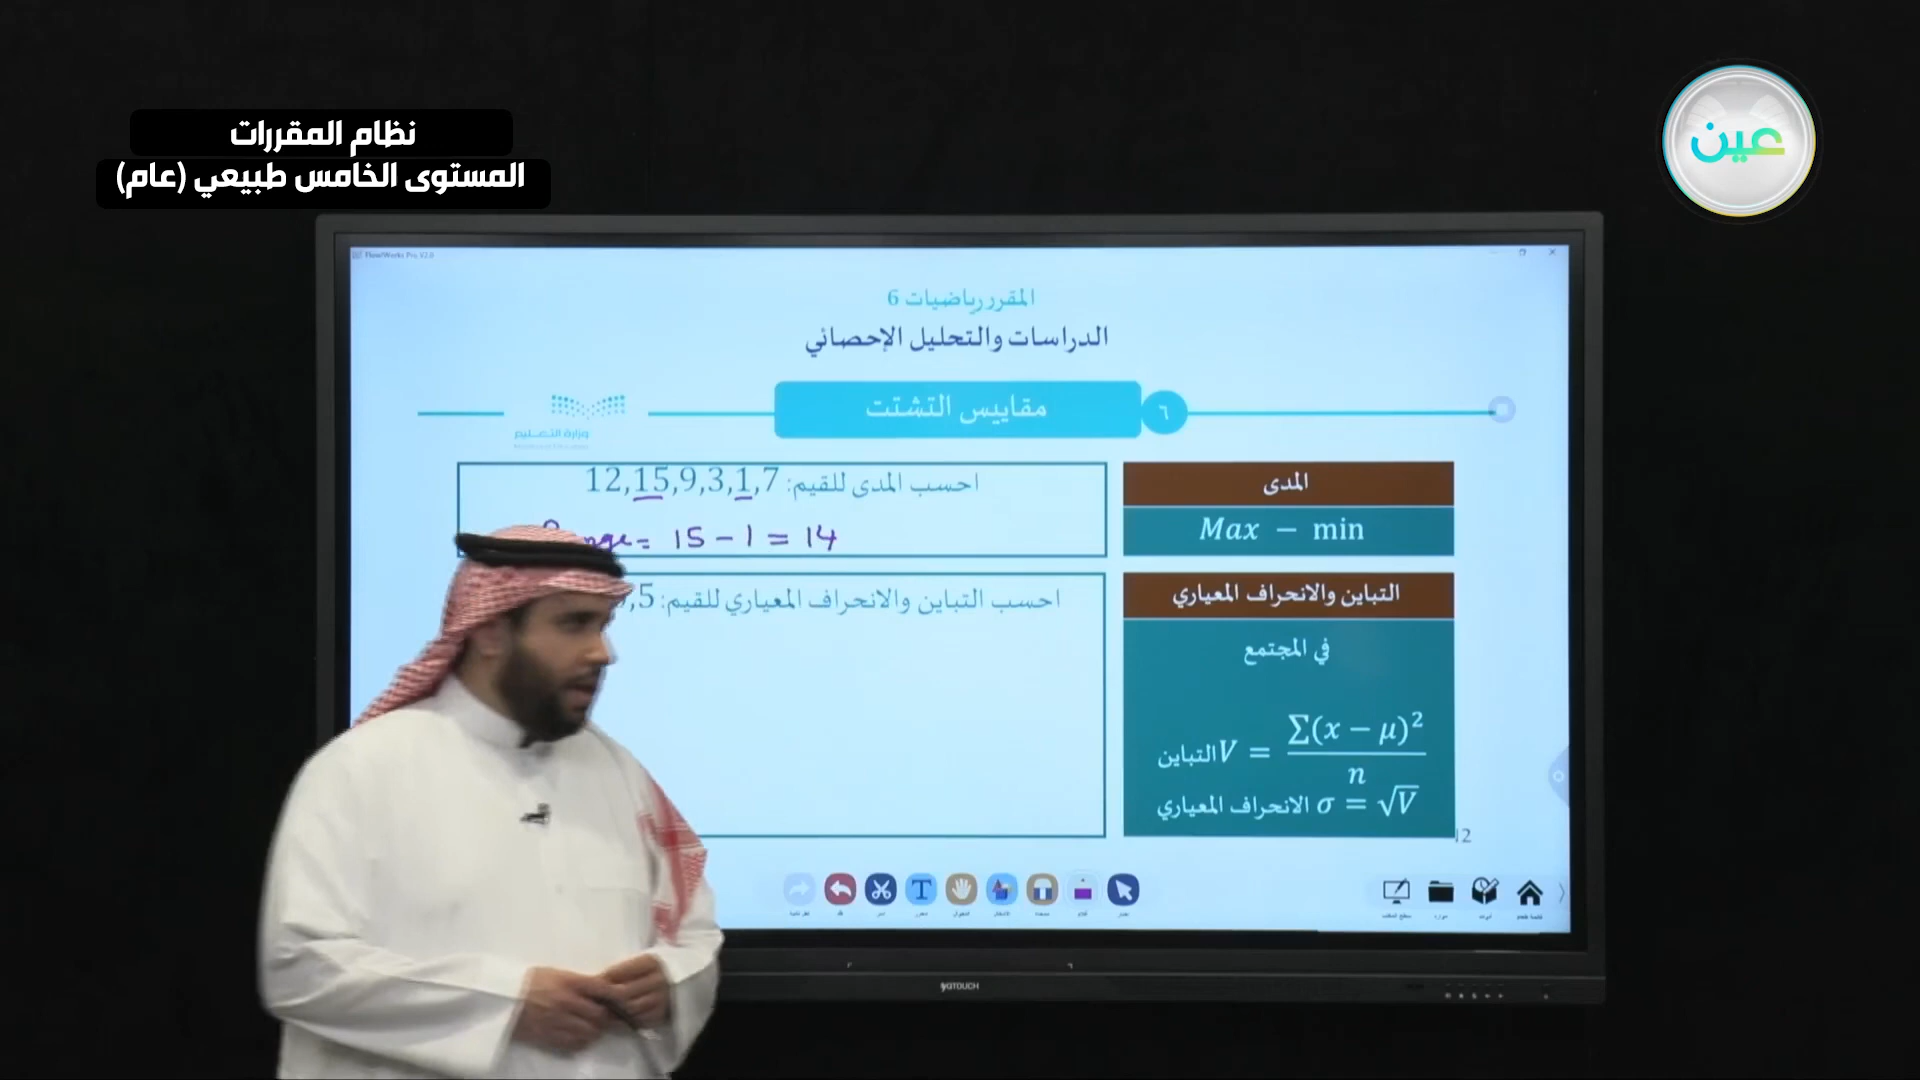 نظام المقررات
المستوى الخامس طبيعي (عام)
عين
المقرر رياضيات 6
الدراسات والتحليل الإحصائي
مقاييس التشتت
٦
وزارة التعليم
المدى
Max − min
احسب المدى للقيم: 12,15,9,3,1,7
= 15 − 1 = 14
التباين والانحراف المعياري
في المجتمع
التباين V = ∑(x − μ)² / n
الانحراف المعياري σ = √V
احسب التباين والانحراف المعياري للقيم: ,5
12